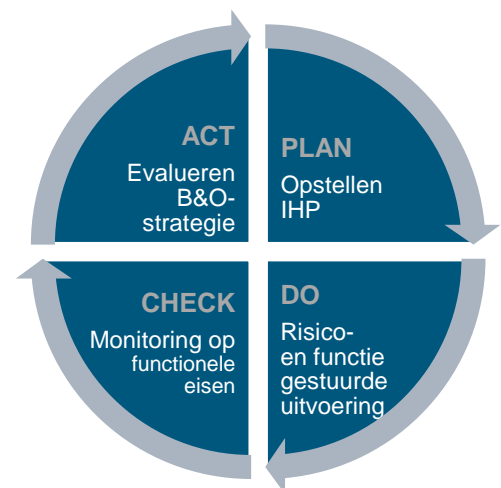 ACT
Evalueren
B&O-
strategie
PLAN
Opstellen
IHP
CHECK
Monitoring op
functionele
eisen
DO
Risico-
en functie
gestuurde
uitvoering